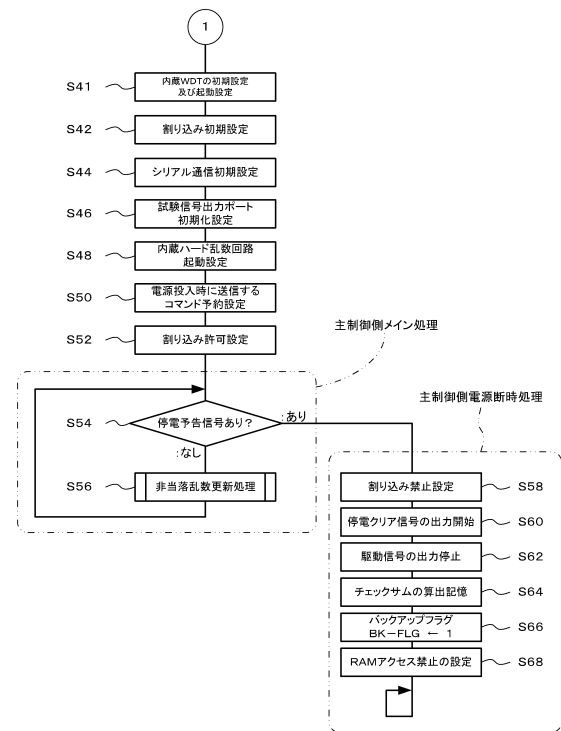 1
S41
内蔵WDTの初期設定
及び起動設定
S42
割り込み初期設定
S44
シリアル通信初期設定
S46
試験信号出力ポート
初期化設定
S48
内蔵ハード乱数回路
起動設定
S50
電源投入時に送信する
コマンド予約設定
S52
割り込み許可設定
主制御側メイン処理
S54
停電予告信号あり?
:あり
:なし
S56
非当落乱数更新処理
主制御側電源断時処理
割り込み禁止設定
S58
停電クリア信号の出力開始
S60
駆動信号の出力停止
S62
チェックサムの算出記憶
S64
バックアップフラグ
BK-FLG ← 1
S66
RAMアクセス禁止の設定
S68